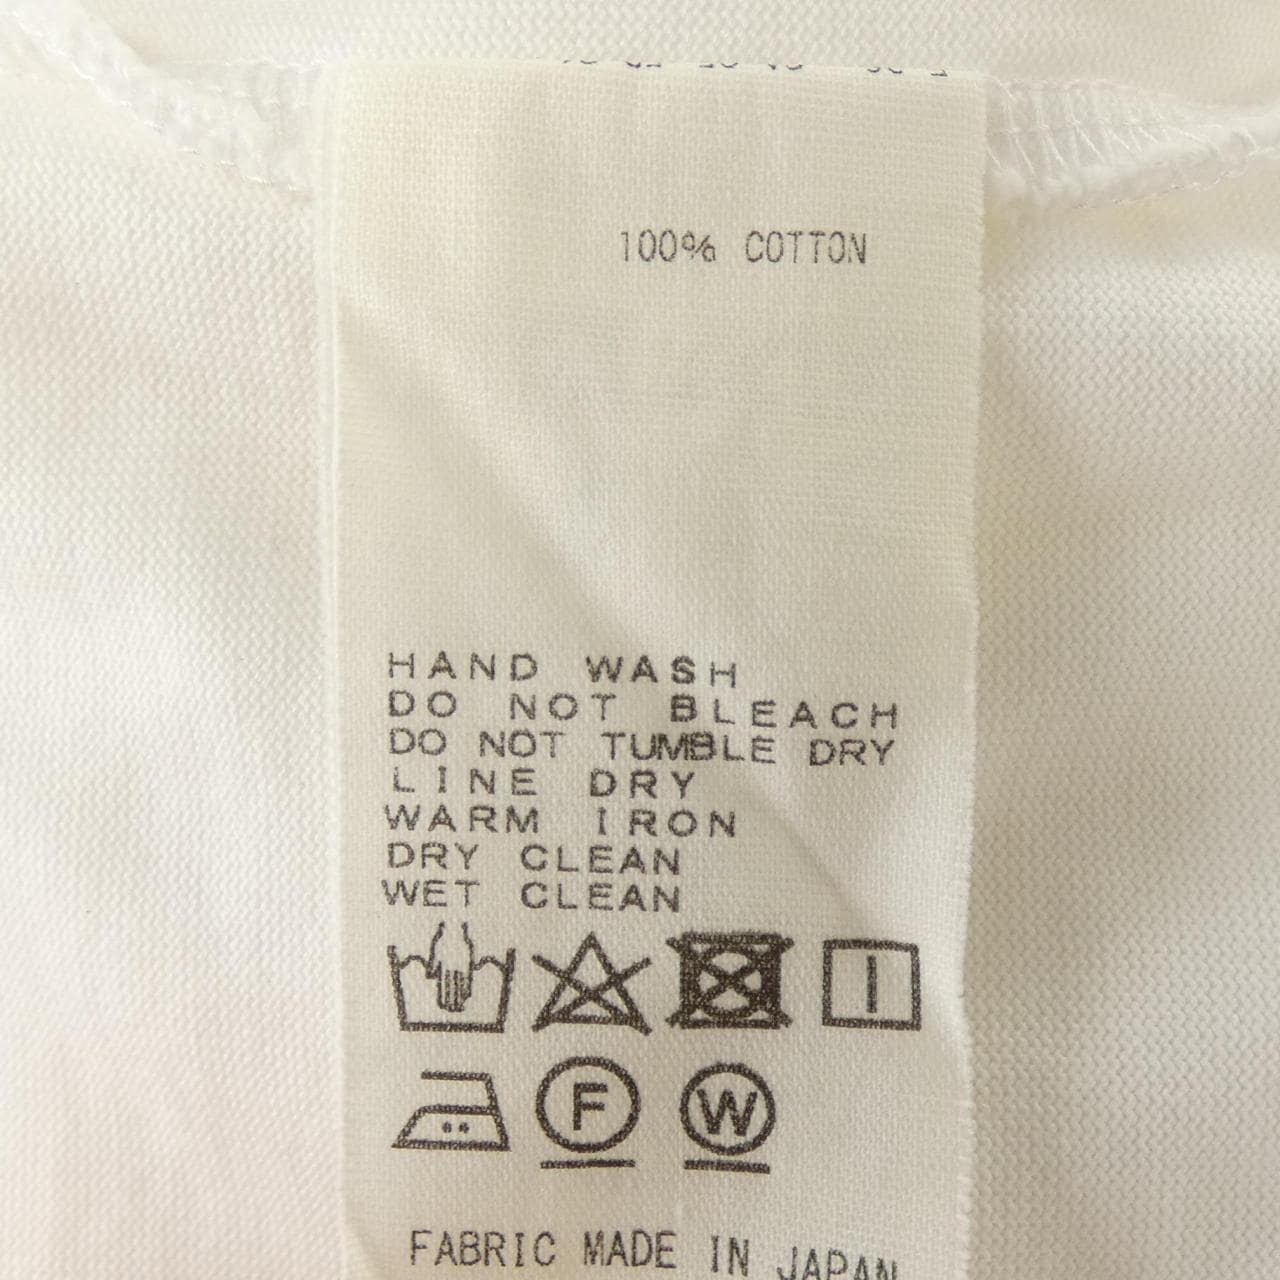 100% COTTON
HAND WASH
DO NOT BLEACH
DO NOT TUMBLE DRY
LINE DRY
WARM IRON
DRY CLEAN
WET CLEAN
F W
FABRIC MADE IN JAPAN